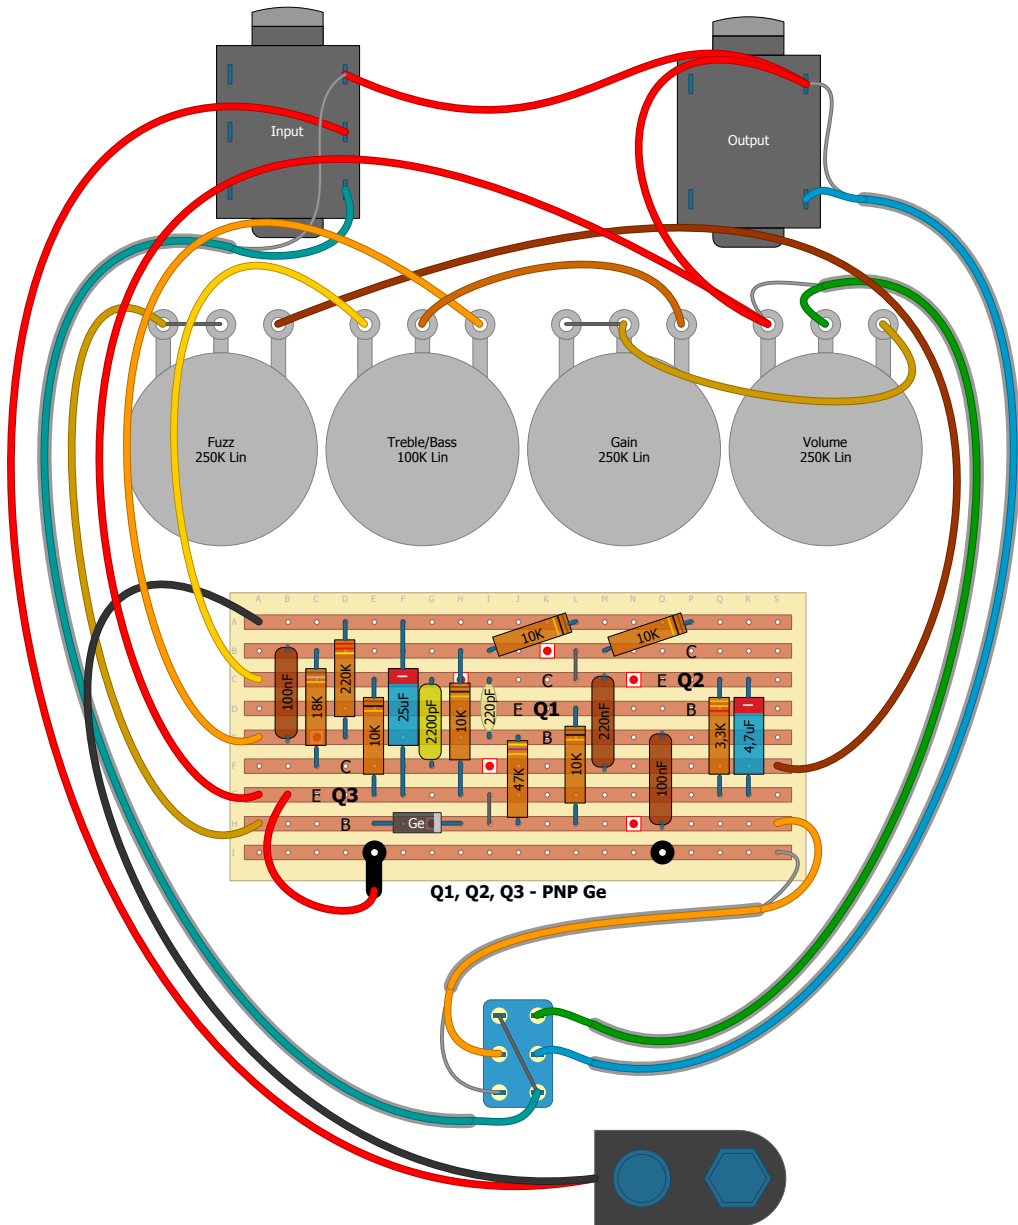 Input
Output
Fuzz
250K Lin
Treble/Bass
100K Lin
Gain
250K Lin
Volume
250K Lin
A B C D E F G H I J K L M N O P Q R S
A
B
C
D
F
H
I
100nF
18K
220K
10K
25uF
2200pF
10K
220pF
10K
10K
C
C
E Q2
E Q1
B
B
47K
10K
220nF
100nF
3,3K
4,7uF
C
E Q3
B
Ge
Q1, Q2, Q3 - PNP Ge